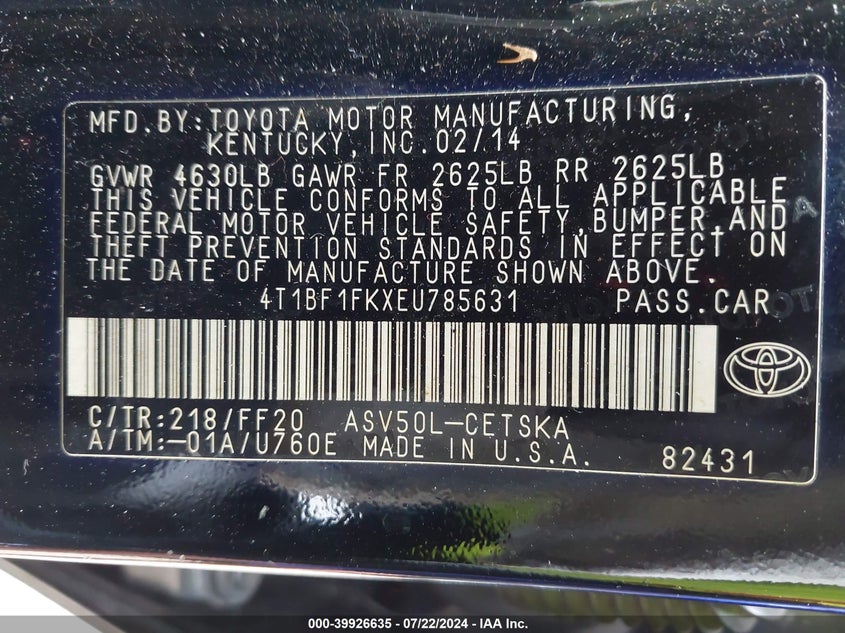 MFD.BY:TOYOTA MOTOR MANUFACTURING,
KENTUCKY,INC.02/14
GVWR 4630LB GAWR FR 2625LB RR 2625LB
THIS VEHICLE CONFORMS TO ALL APPLICABLE
FEDERAL MOTOR VEHICLE SAFETY,BUMPER,AND
THEFT PREVENTION STANDARDS IN EFFECT ON
THE DATE OF MANUFACTURE SHOWN ABOVE.
4T1BF1FKXEU785631 PASS.CAR
C/TR:218/FF20 ASV50L-CETSKA
A/TM:-01A/U760E MADE IN U.S.A. 82431
000-39926635 - 07/22/2024 - IAA Inc.